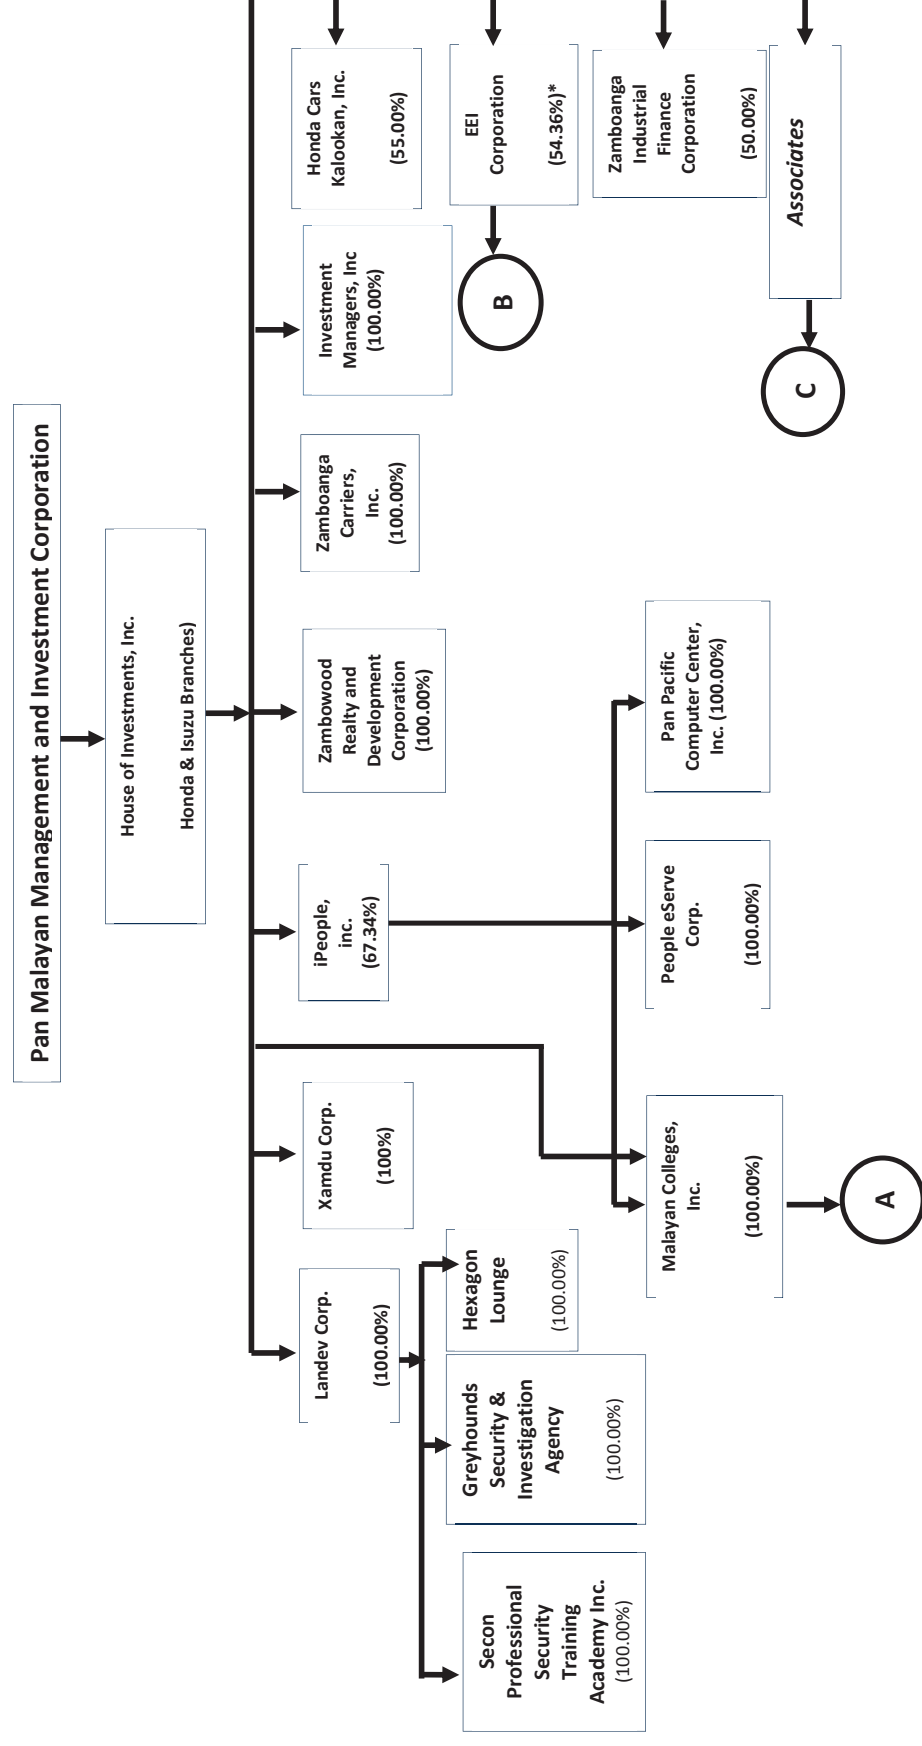 Pan Malayan Management and Investment Corporation
House of Investments, Inc.
Honda & Isuzu Branches)
Landev Corp.
(100.00%)
Xamdu Corp.
(100%)
iPeople,
inc.
(67.34%)
Zambowood
Realty and
Development
Corporation
(100.00%)
Zamboanga
Carriers,
Inc.
(100.00%)
Investment
Managers, Inc
(100.00%)
Honda Cars
Kalookan, Inc.
(55.00%)
Secon
Professional
Security
Training
Academy Inc.
(100.00%)
Greyhounds
Security &
Investigation
Agency
(100.00%)
Hexagon
Lounge
(100.00%)
B
EEI
Corporation
(54.36%)*
Malayan Colleges,
Inc.
(100.00%)
People eServe
Corp.
(100.00%)
Pan Pacific
Computer Center,
Inc. (100.00%)
Zamboanga
Industrial
Finance
Corporation
(50.00%)
A
C
Associates